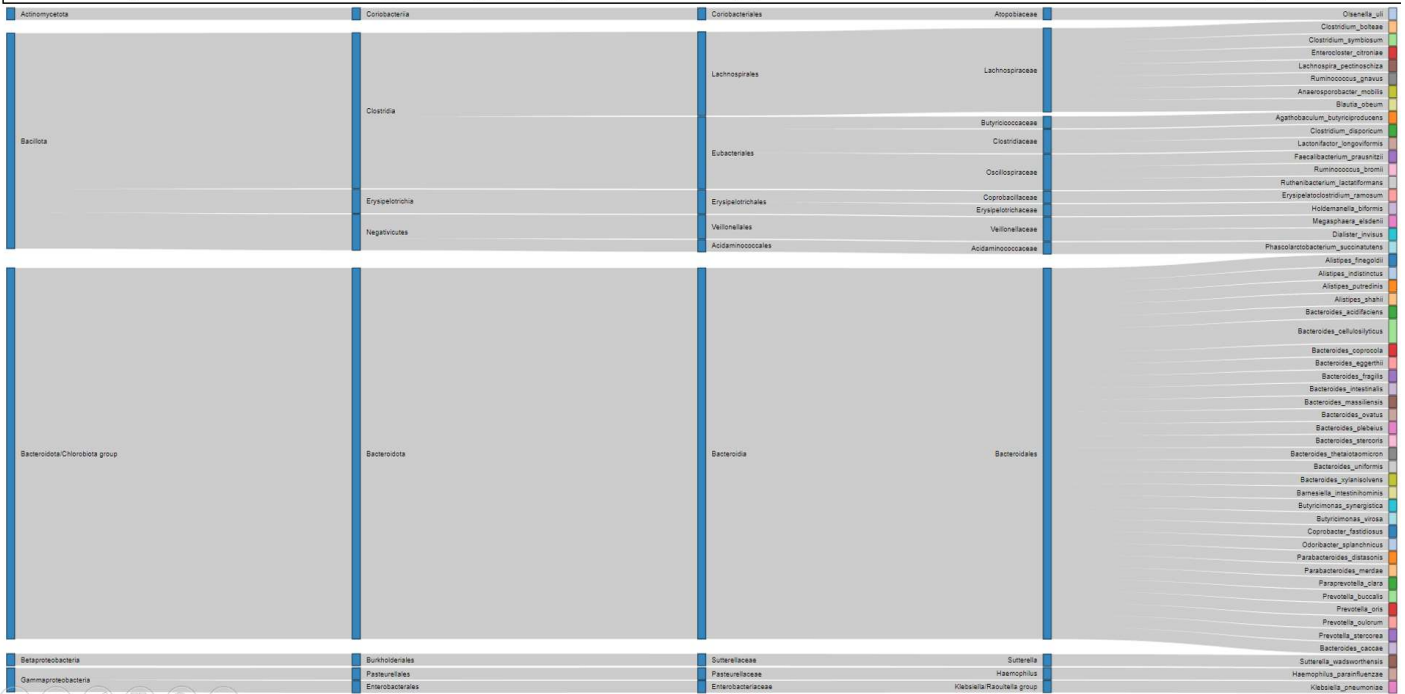 Actinomycetota
Coriobacteriia
Coriobacteriales
Atopobiaceae
Olsenella_uli
Bacillota
Clostridia
Erysipelotrichia
Negativicutes
Lachnospirales
Eubacteriales
Erysipelotrichales
Veillonellales
Acidaminococcales
Lachnospiraceae
Butyricicoccaceae
Clostridiaceae
Oscillospiraceae
Coprobacillaceae
Erysipelotrichaceae
Veillonellaceae
Acidaminococcaceae
Clostridium_bolteae
Clostridium_symbiosum
Enterocloster_citroniae
Lachnospira_pectinoschiza
Ruminococcus_gnavus
Anaerosporobacter_mobilis
Blautia_obeum
Agathobaculum_butyriciproducens
Clostridium_disporicum
Lactonifactor_longoviformis
Faecalibacterium_prausnitzii
Ruminococcus_bromii
Ruthenibacterium_lactatiformans
Erysipelatoclostridium_ramosum
Holdemanella_biformis
Megasphaera_elsdenii
Dialister_invisus
Phascolarctobacterium_succinatutens
Bacteroidota/Chlorobiota group
Bacteroidota
Bacteroidia
Bacteroidales
Alistipes_finegoldii
Alistipes_indistinctus
Alistipes_putredinis
Alistipes_shahii
Bacteroides_acidifaciens
Bacteroides_cellulosilyticus
Bacteroides_coprocola
Bacteroides_eggerthii
Bacteroides_fragilis
Bacteroides_intestinalis
Bacteroides_massiliensis
Bacteroides_ovatus
Bacteroides_plebeius
Bacteroides_stercoris
Bacteroides_thetaiotaomicron
Bacteroides_uniformis
Bacteroides_xylanisolvens
Barnesiella_intestinihominis
Butyricimonas_synergistica
Butyricimonas_virosa
Coprobacter_fastidiosus
Odoribacter_splanchnicus
Parabacteroides_distasonis
Parabacteroides_merdae
Paraprevotella_clara
Prevotella_buccalis
Prevotella_oris
Prevotella_oulorum
Prevotella_stercorea
Bacteroides_caccae
Betaproteobacteria
Burkholderiales
Sutterellaceae
Sutterella
Sutterella_wadsworthensis
Gammaproteobacteria
Pasteurellales
Pasteurellaceae
Haemophilus
Haemophilus_parainfluenzae
Enterobacterales
Enterobacteriaceae
Klebsiella/Raoultella group
Klebsiella_pneumoniae